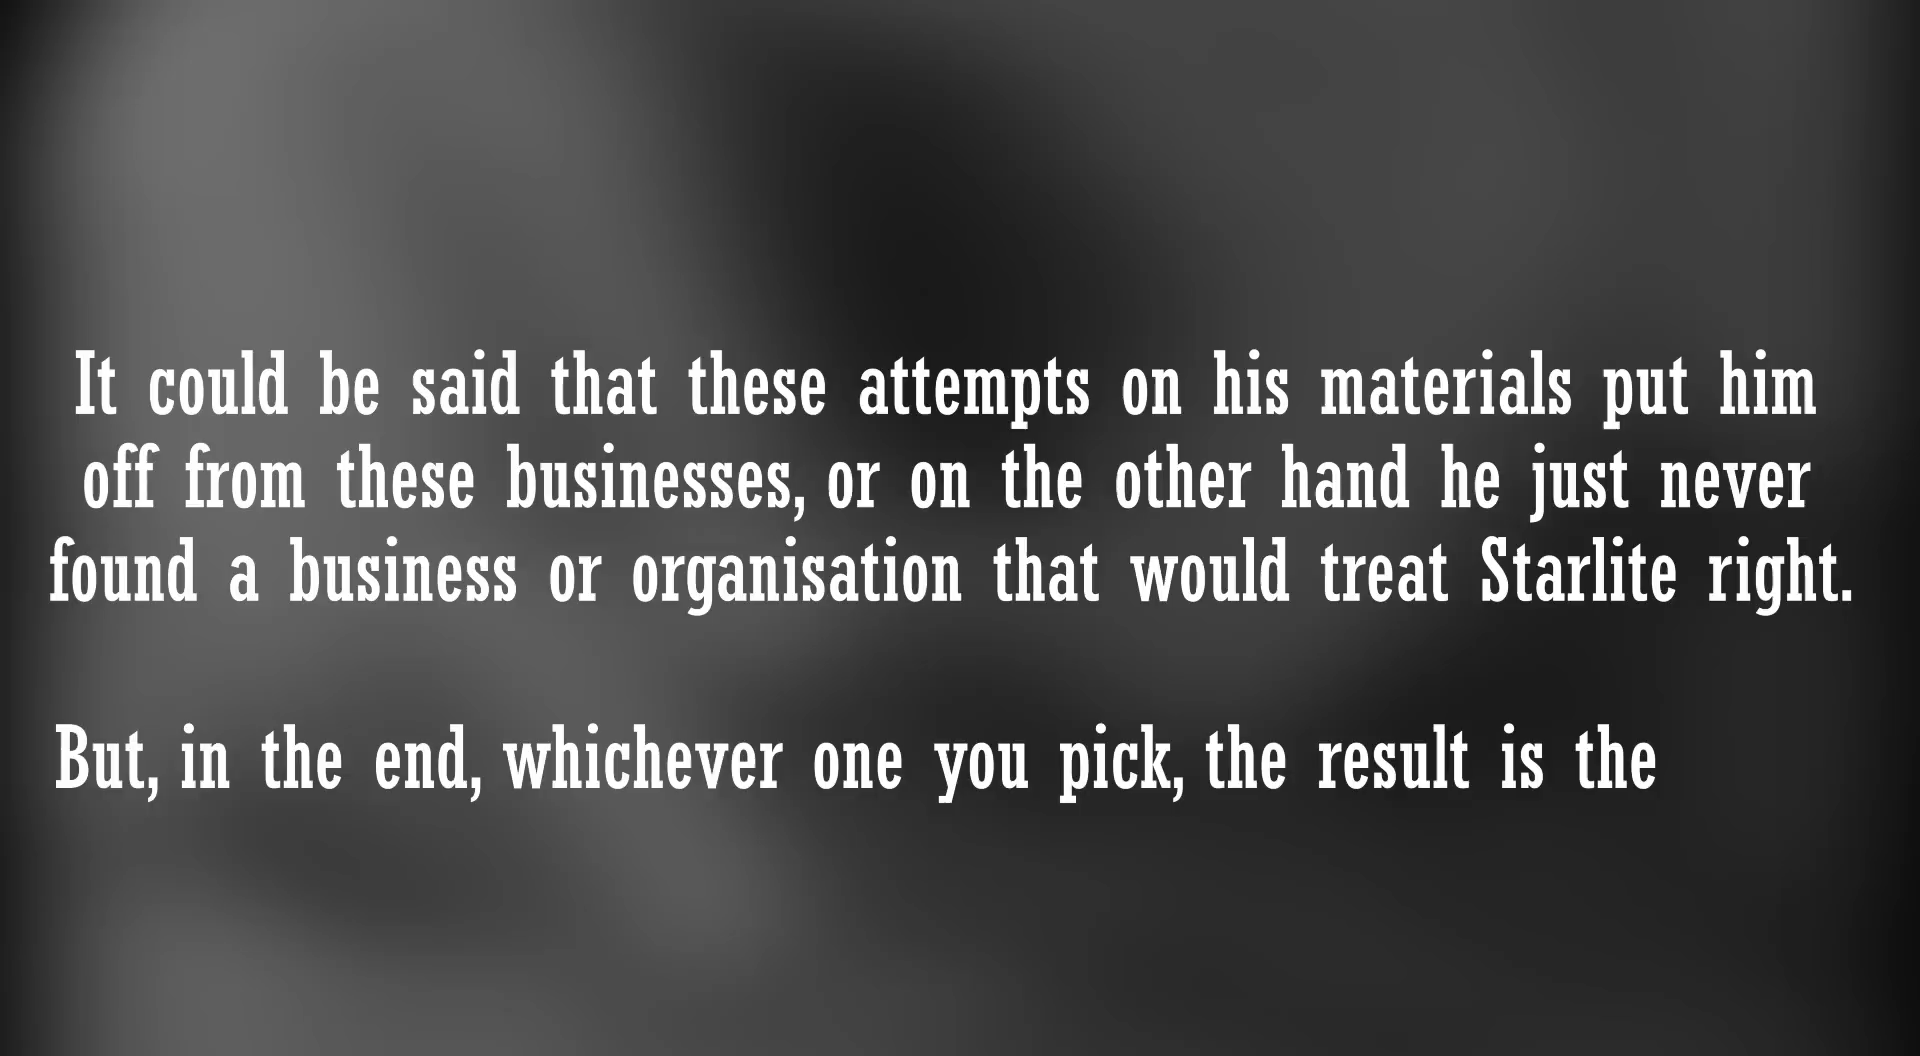 It could be said that these attempts on his materials put him
off from these businesses, or on the other hand he just never
found a business or organisation that would treat Starlite right.
But, in the end, whichever one you pick, the result is the